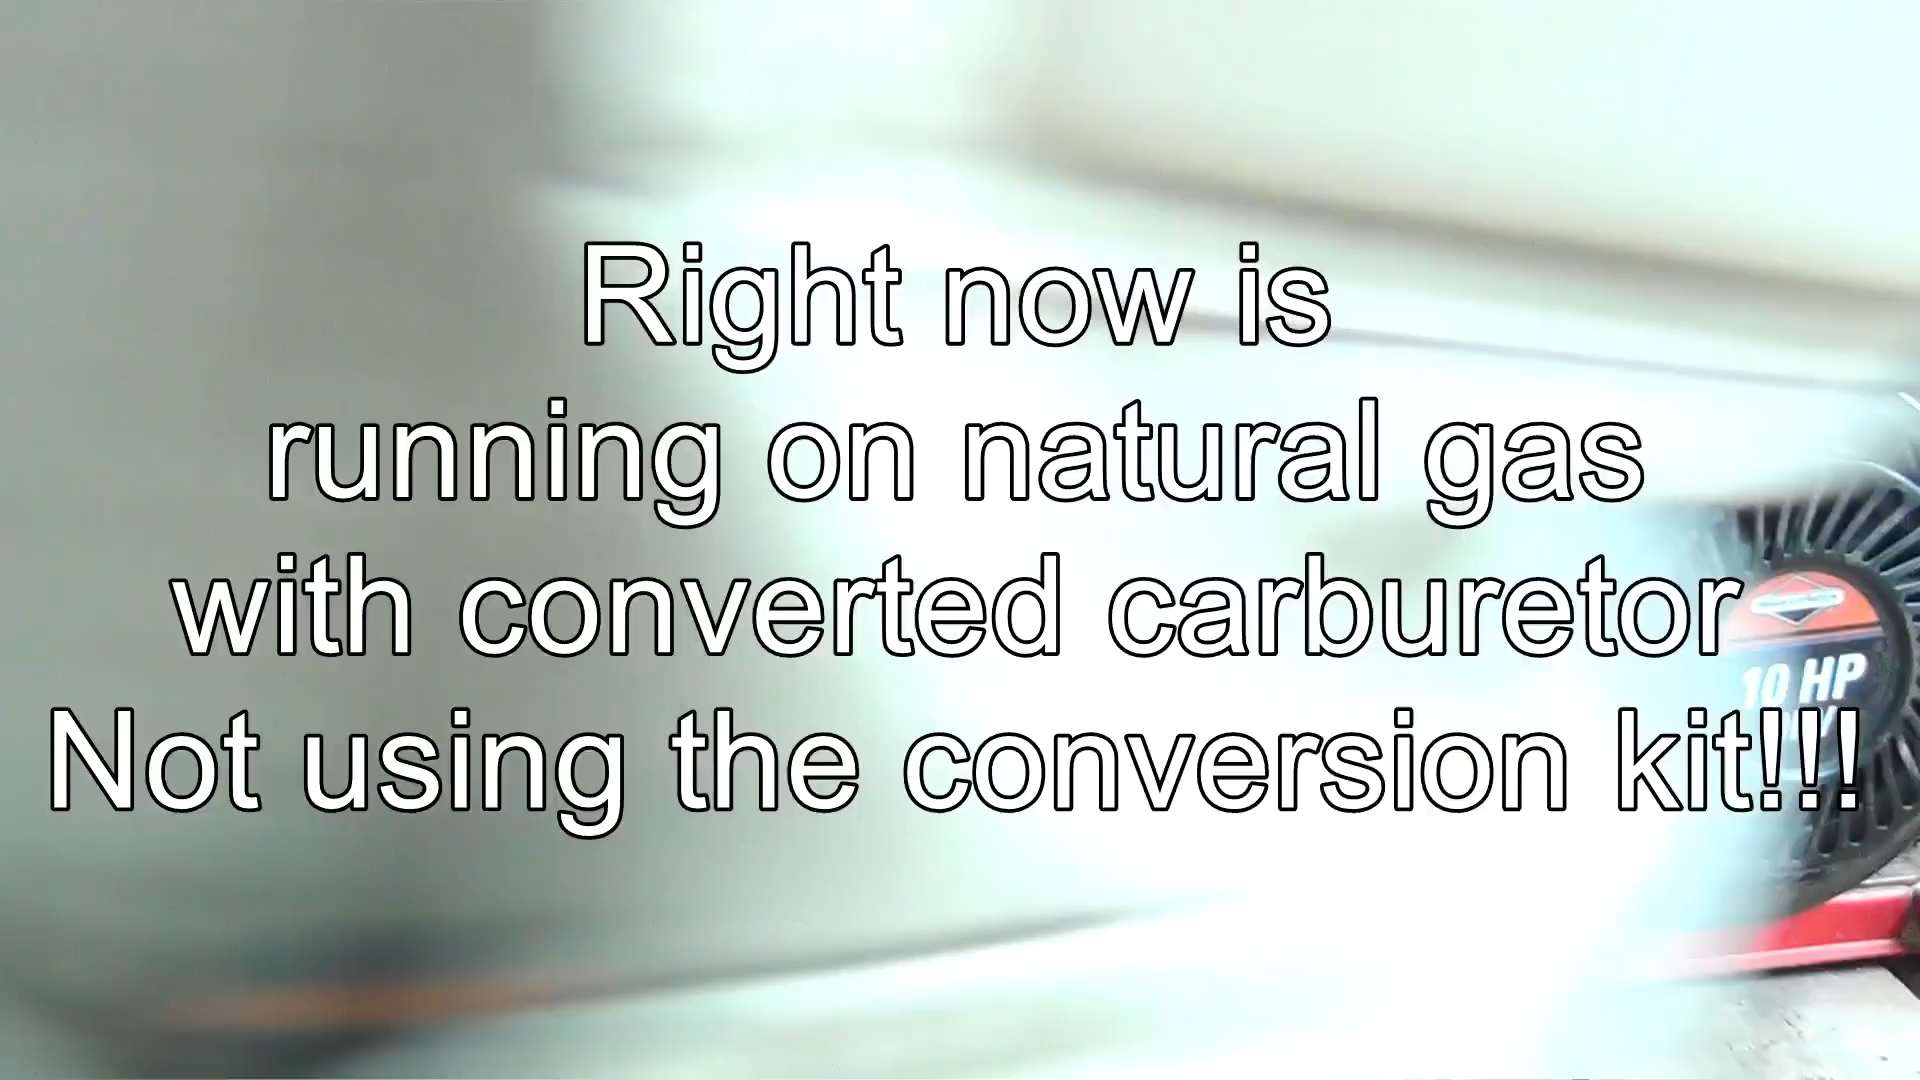 Right now is
running on natural gas
with converted carburetor
Not using the conversion kit!!!
10 HP